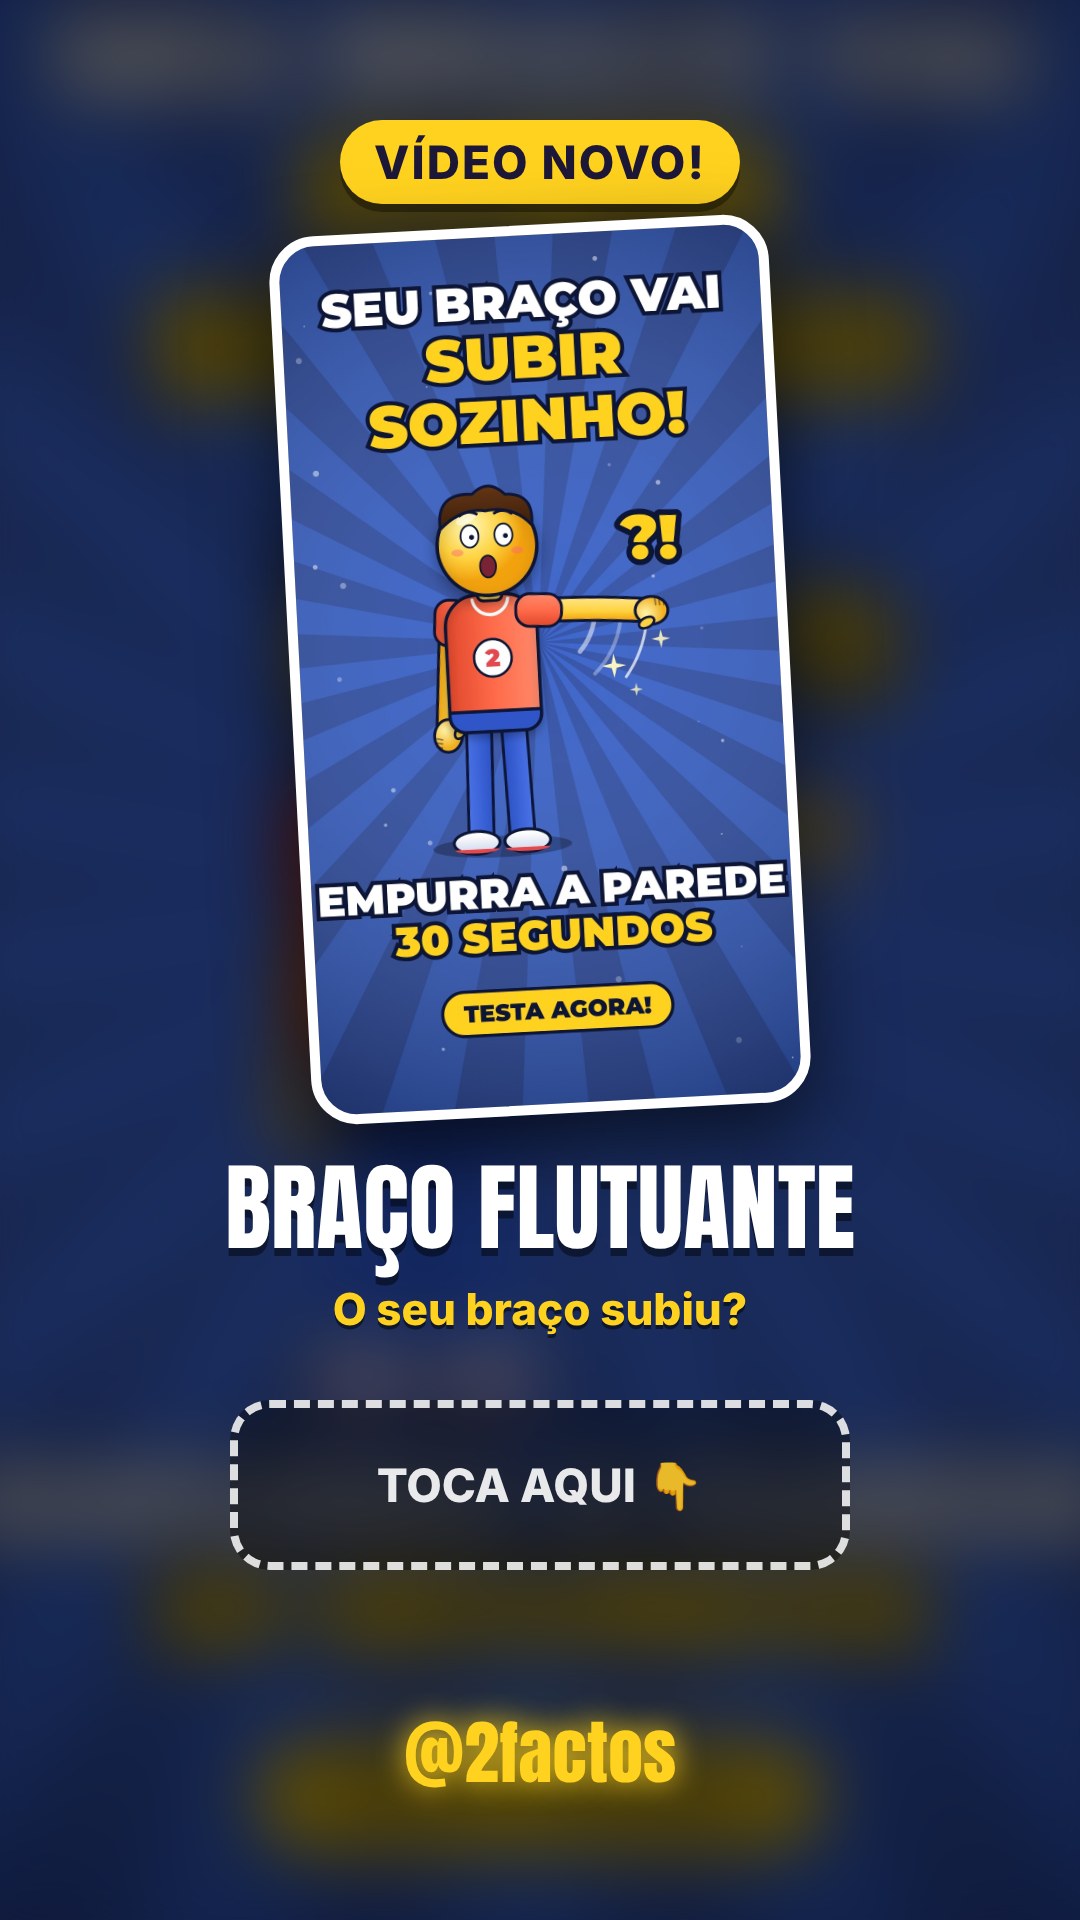 VÍDEO NOVO!
SEU BRAÇO VAI
SUBIR
SOZINHO!
?!
2
EMPURRA A PAREDE
30 SEGUNDOS
TESTA AGORA!
BRAÇO FLUTUANTE
O seu braço subiu?
TOCA AQUI 👇
@2factos